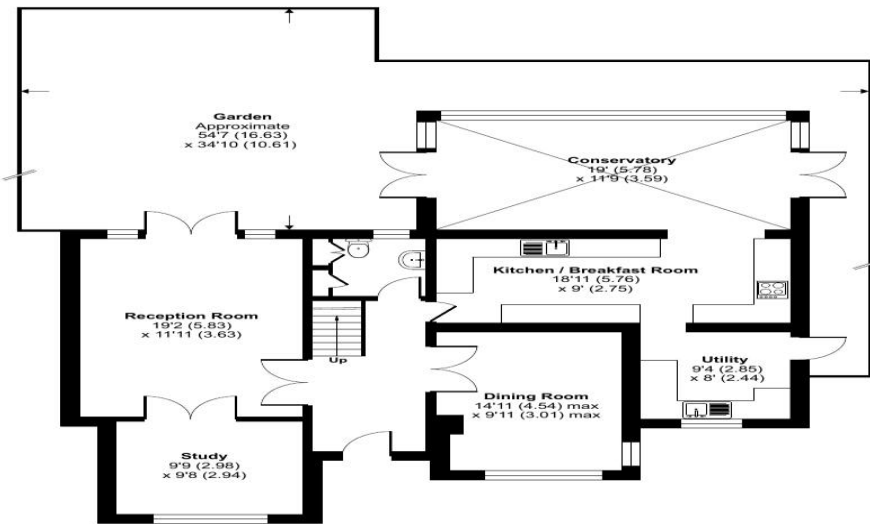 Garden
Approximate
54'7 (16.63)
x 34'10 (10.61)
Conservatory
19' (5.78)
x 11'9 (3.59)
Kitchen / Breakfast Room
18'11 (5.76)
x 9' (2.75)
Reception Room
19'2 (5.83)
x 11'11 (3.63)
Up
Utility
9'4 (2.85)
x 8' (2.44)
Dining Room
14'11 (4.54) max
x 9'11 (3.01) max
Study
9'9 (2.98)
x 9'8 (2.94)